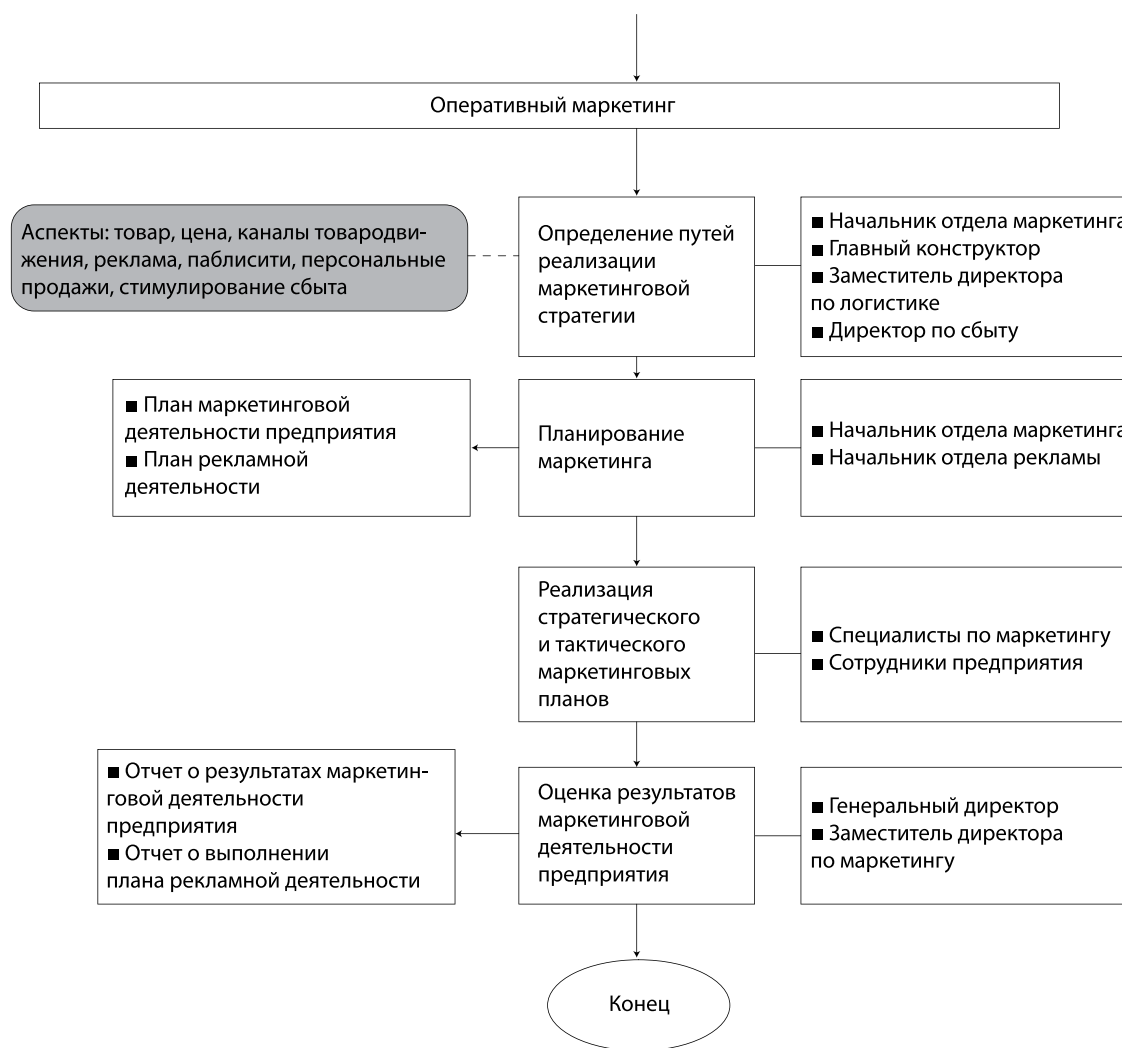 Оперативный маркетинг
Аспекты: товар, цена, каналы товародви-
жения, реклама, паблисити, персональные
продажи, стимулирование сбыта
Определение путей
реализации
маркетинговой
стратегии
■ Начальник отдела маркетинга
■ Главный конструктор
■ Заместитель директора
по логистике
■ Директор по сбыту
■ План маркетинговой
деятельности предприятия
■ План рекламной
деятельности
Планирование
маркетинга
■ Начальник отдела маркетинга
■ Начальник отдела рекламы
Реализация
стратегического
и тактического
маркетинговых
планов
■ Специалисты по маркетингу
■ Сотрудники предприятия
■ Отчет о результатах маркетин-
говой деятельности
предприятия
■ Отчет о выполнении
плана рекламной деятельности
Оценка результатов
маркетинговой
деятельности
предприятия
■ Генеральный директор
■ Заместитель директора
по маркетингу
Конец